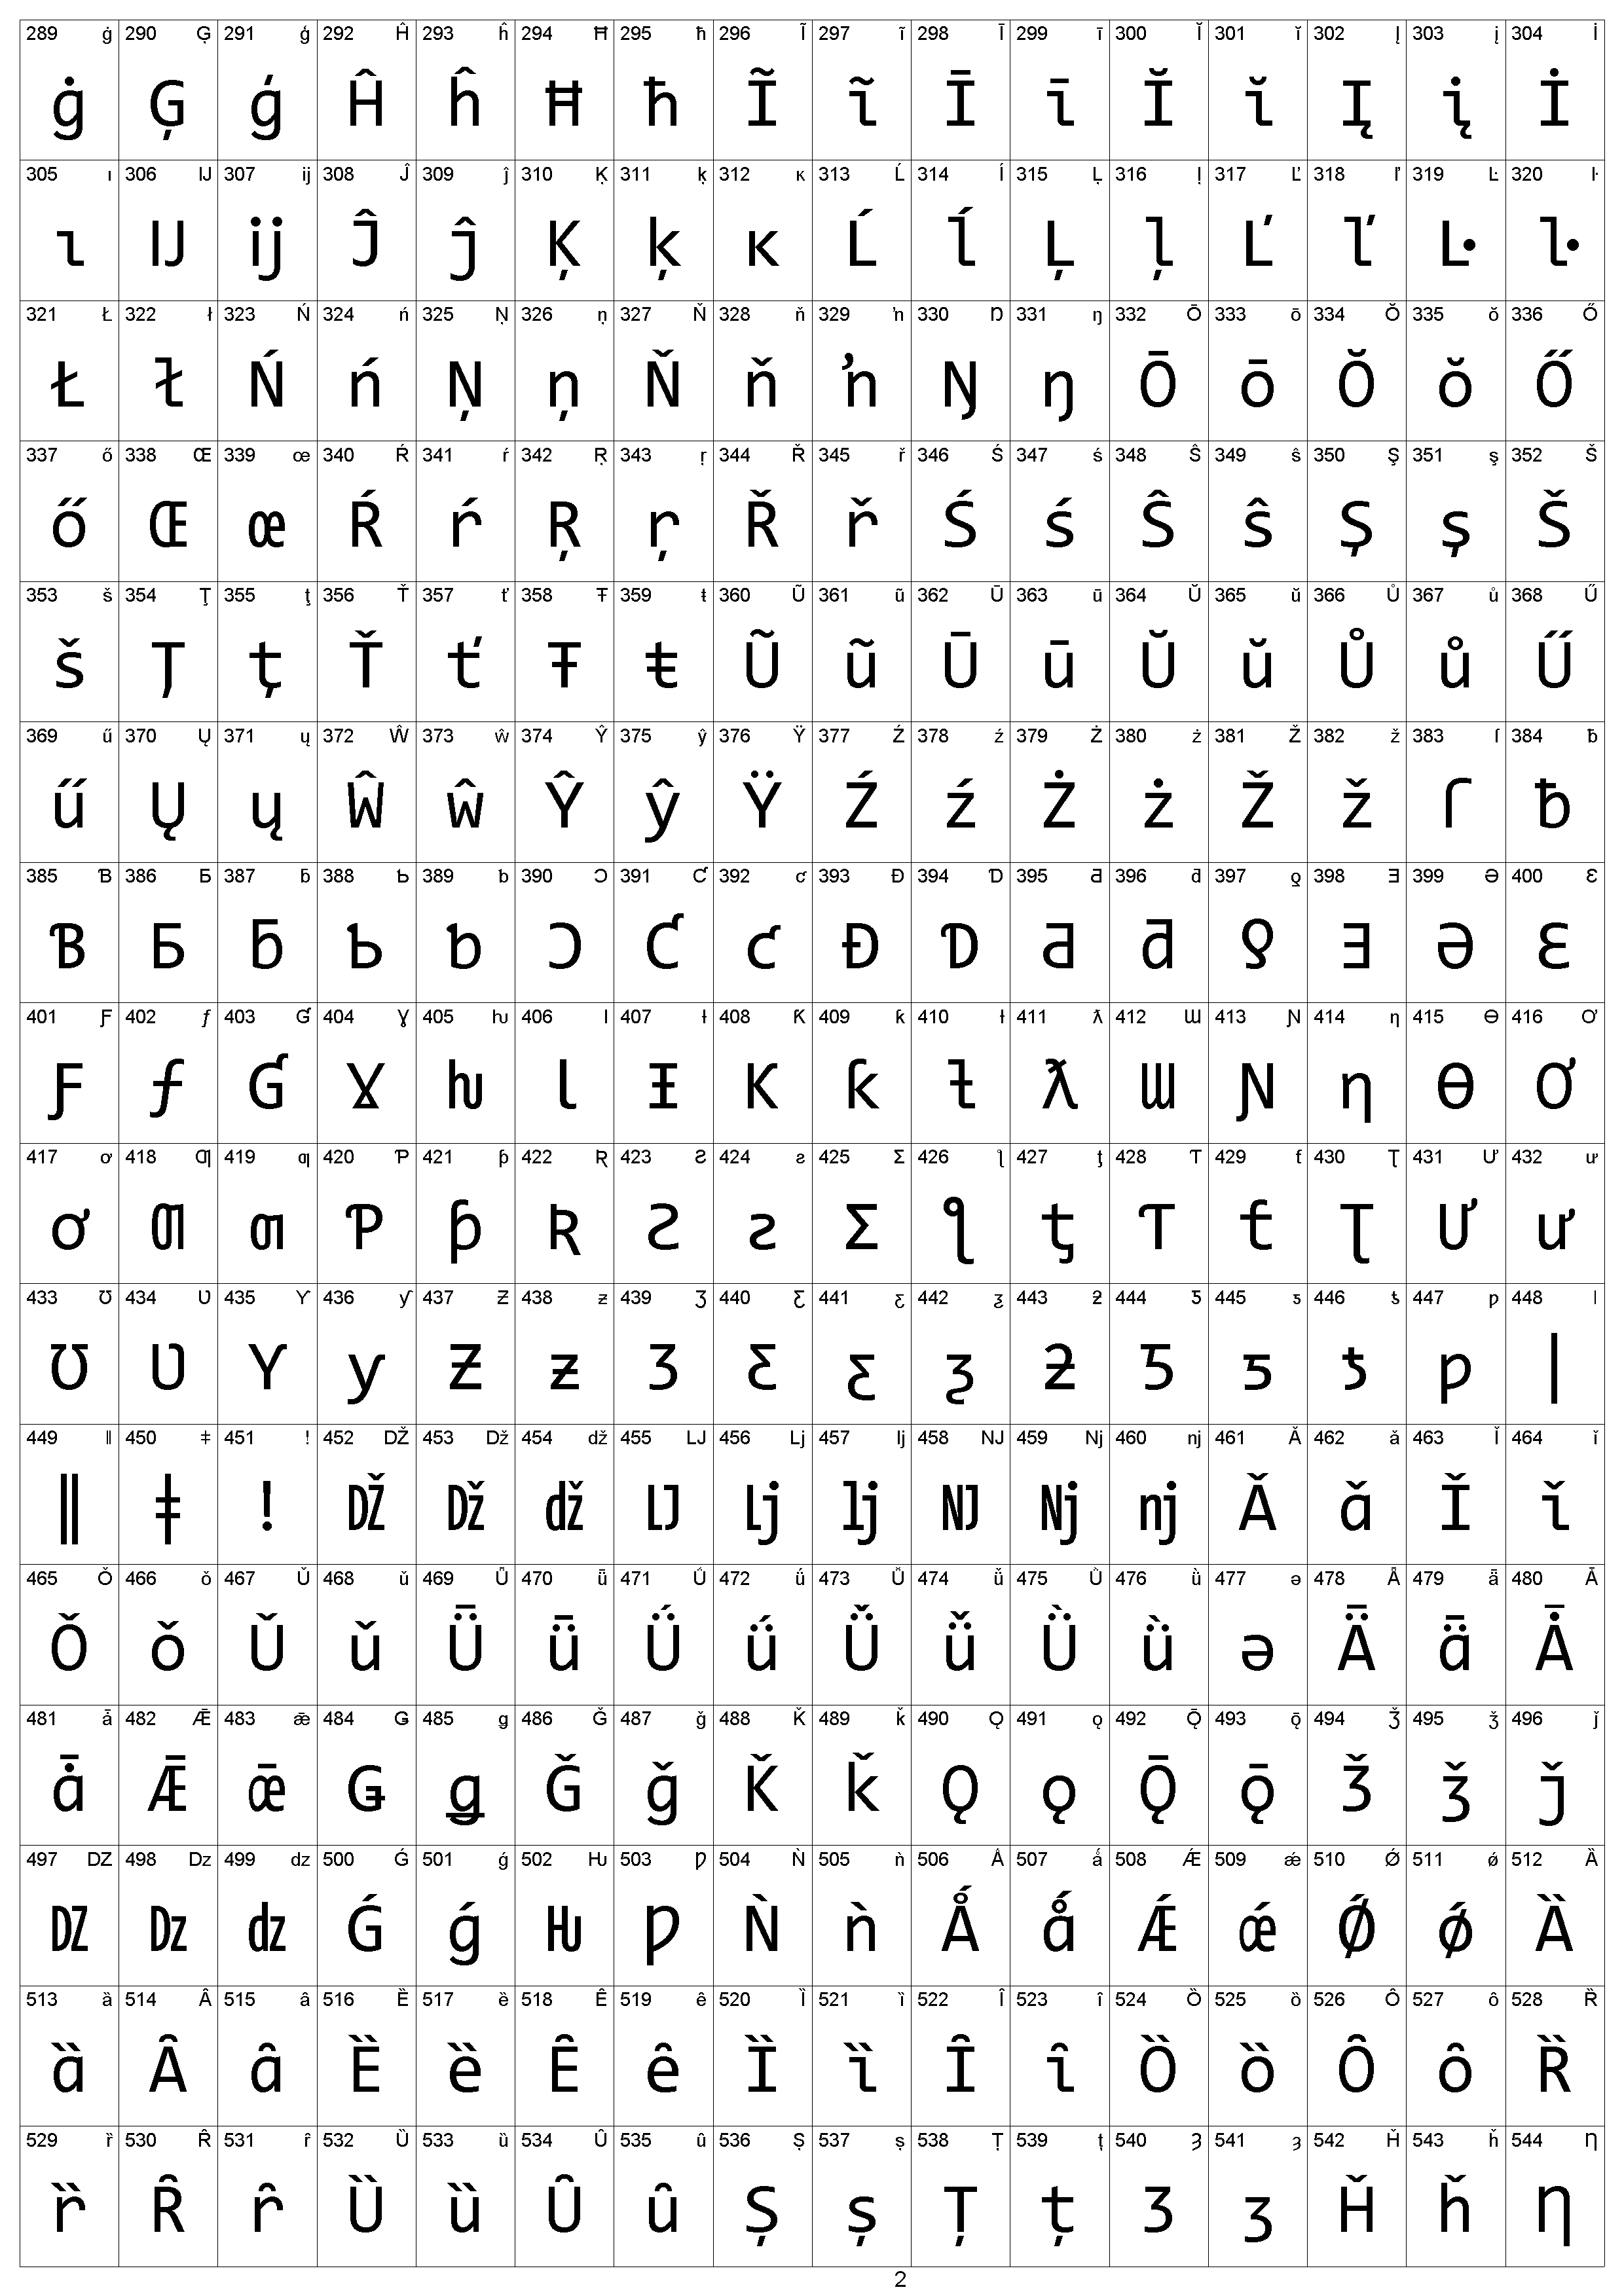 289 ġ 290 Ģ 291 ģ 292 Ĥ 293 ĥ 294 Ħ 295 ħ 296 Ĩ 297 ĩ 298 Ī 299 ī 300 Ĭ 301 ĭ 302 Į 303 į 304 İ
ġ Ģ ģ Ĥ ĥ Ħ ħ Ĩ ĩ Ī ī Ĭ ĭ Į į İ
305 ı 306 Ĳ 307 ĳ 308 Ĵ 309 ĵ 310 Ķ 311 ķ 312 ĸ 313 Ĺ 314 ĺ 315 Ļ 316 ļ 317 Ľ 318 ľ 319 Ŀ 320 ŀ
ı Ĳ ĳ Ĵ ĵ Ķ ķ ĸ Ĺ ĺ Ļ ļ Ľ ľ Ŀ ŀ
321 Ł 322 ł 323 Ń 324 ń 325 Ņ 326 ņ 327 Ň 328 ň 329 ŉ 330 Ŋ 331 ŋ 332 Ō 333 ō 334 Ŏ 335 ŏ 336 Ő
Ł ł Ń ń Ņ ņ Ň ň ŉ Ŋ ŋ Ō ō Ŏ ŏ Ő
337 ő 338 Œ 339 œ 340 Ŕ 341 ŕ 342 Ŗ 343 ŗ 344 Ř 345 ř 346 Ś 347 ś 348 Ŝ 349 ŝ 350 Ş 351 ş 352 Š
ő Œ œ Ŕ ŕ Ŗ ŗ Ř ř Ś ś Ŝ ŝ Ş ş Š
353 š 354 Ţ 355 ţ 356 Ť 357 ť 358 Ŧ 359 ŧ 360 Ũ 361 ũ 362 Ū 363 ū 364 Ŭ 365 ŭ 366 Ů 367 ů 368 Ű
š Ţ ţ Ť ť Ŧ ŧ Ũ ũ Ū ū Ŭ ŭ Ů ů Ű
369 ű 370 Ų 371 ų 372 Ŵ 373 ŵ 374 Ŷ 375 ŷ 376 Ÿ 377 Ź 378 ź 379 Ż 380 ż 381 Ž 382 ž 383 ſ 384 ƀ
ű Ų ų Ŵ ŵ Ŷ ŷ Ÿ Ź ź Ż ż Ž ž ſ ƀ
385 Ɓ 386 Ƃ 387 ƃ 388 Ƅ 389 ƅ 390 Ɔ 391 Ƈ 392 ƈ 393 Ɖ 394 Ɗ 395 Ƌ 396 ƌ 397 ƍ 398 Ǝ 399 Ə 400 Ɛ
Ɓ Ƃ ƃ Ƅ ƅ Ɔ Ƈ ƈ Ɖ Ɗ Ƌ ƌ ƍ Ǝ Ə Ɛ
401 Ƒ 402 ƒ 403 Ɠ 404 Ɣ 405 ƕ 406 Ɩ 407 Ɨ 408 Ƙ 409 ƙ 410 ƚ 411 ƛ 412 Ɯ 413 Ɲ 414 ƞ 415 Ɵ 416 Ơ
Ƒ ƒ Ɠ Ɣ ƕ Ɩ Ɨ Ƙ ƙ ƚ ƛ Ɯ Ɲ ƞ Ɵ Ơ
417 ơ 418 Ƣ 419 ƣ 420 Ƥ 421 ƥ 422 Ʀ 423 Ƨ 424 ƨ 425 Ʃ 426 ƪ 427 ƫ 428 Ƭ 429 ƭ 430 Ʈ 431 Ư 432 ư
ơ Ƣ ƣ Ƥ ƥ Ʀ Ƨ ƨ Ʃ ƪ ƫ Ƭ ƭ Ʈ Ư ư
433 Ʊ 434 Ʋ 435 Ƴ 436 ƴ 437 Ƶ 438 ƶ 439 Ʒ 440 Ƹ 441 ƹ 442 ƺ 443 ƻ 444 Ƽ 445 ƽ 446 ƾ 447 ƿ 448 ǀ
Ʊ Ʋ Ƴ ƴ Ƶ ƶ Ʒ Ƹ ƹ ƺ ƻ Ƽ ƽ ƾ ƿ ǀ
449 ǁ 450 ǂ 451 ǃ 452 Ǆ 453 ǅ 454 ǆ 455 Ǉ 456 ǈ 457 ǉ 458 Ǌ 459 ǋ 460 ǌ 461 Ǎ 462 ǎ 463 Ǐ 464 ǐ
ǁ ǂ ǃ Ǆ ǅ ǆ Ǉ ǈ ǉ Ǌ ǋ ǌ Ǎ ǎ Ǐ ǐ
465 Ǒ 466 ǒ 467 Ǔ 468 ǔ 469 Ǖ 470 ǖ 471 Ǘ 472 ǘ 473 Ǚ 474 ǚ 475 Ǜ 476 ǜ 477 ǝ 478 Ǟ 479 ǟ 480 Ǡ
Ǒ ǒ Ǔ ǔ Ǖ ǖ Ǘ ǘ Ǚ ǚ Ǜ ǜ ǝ Ǟ ǟ Ǡ
481 ǡ 482 Ǣ 483 ǣ 484 Ǥ 485 ǥ 486 Ǧ 487 ǧ 488 Ǩ 489 ǩ 490 Ǫ 491 ǫ 492 Ǭ 493 ǭ 494 Ǯ 495 ǯ 496 ǰ
ǡ Ǣ ǣ Ǥ ǥ Ǧ ǧ Ǩ ǩ Ǫ ǫ Ǭ ǭ Ǯ ǯ ǰ
497 Ǳ 498 ǲ 499 ǳ 500 Ǵ 501 ǵ 502 Ƕ 503 Ƿ 504 Ǹ 505 ǹ 506 Ǻ 507 ǻ 508 Ǽ 509 ǽ 510 Ǿ 511 ǿ 512 Ȁ
Ǳ ǲ ǳ Ǵ ǵ Ƕ Ƿ Ǹ ǹ Ǻ ǻ Ǽ ǽ Ǿ ǿ Ȁ
513 ȁ 514 Ȃ 515 ȃ 516 Ȅ 517 ȅ 518 Ȇ 519 ȇ 520 Ȉ 521 ȉ 522 Ȋ 523 ȋ 524 Ȍ 525 ȍ 526 Ȏ 527 ȏ 528 Ȑ
ȁ Ȃ ȃ Ȅ ȅ Ȇ ȇ Ȉ ȉ Ȋ ȋ Ȍ ȍ Ȏ ȏ Ȑ
529 ȑ 530 Ȓ 531 ȓ 532 Ȕ 533 ȕ 534 Ȗ 535 ȗ 536 Ș 537 ș 538 Ț 539 ț 540 Ȝ 541 ȝ 542 Ȟ 543 ȟ 544 Ƞ
ȑ Ȓ ȓ Ȕ ȕ Ȗ ȗ Ș ș Ț ț Ȝ ȝ Ȟ ȟ Ƞ
2